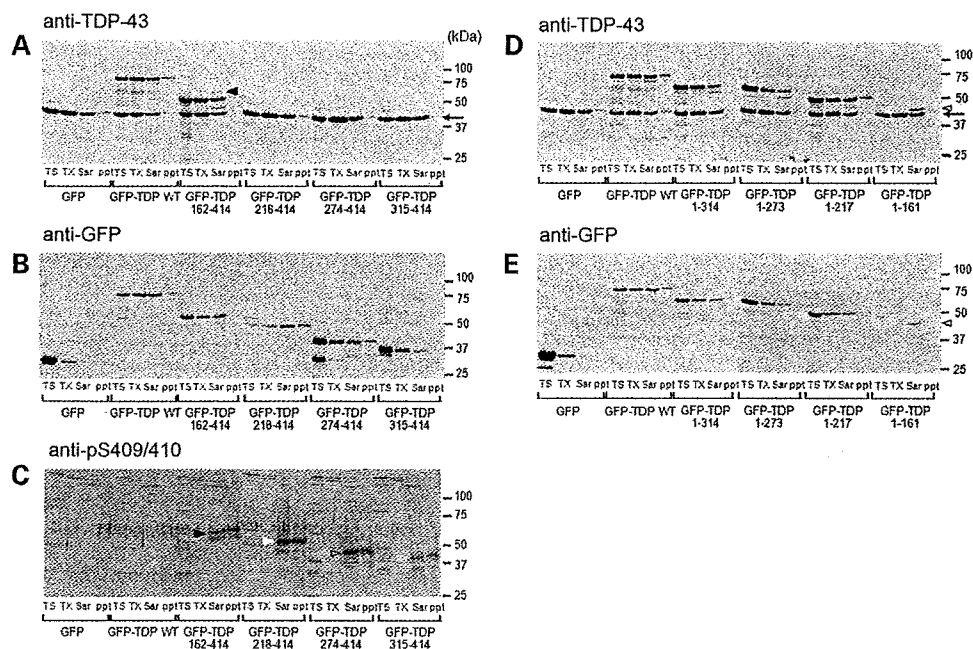 anti-TDP-43
A
(kDa)
100
75
50
37
25
TS TX Sar ppt TS TX Sar ppt TS TX Sar ppt TS TX Sar ppt TS TX Sar ppt TS TX Sar ppt
GFP GFP-TDP WT GFP-TDP 162-414 GFP-TDP 218-414 GFP-TDP 274-414 GFP-TDP 315-414
anti-GFP
B
100
75
50
37
25
TS TX Sar ppt TS TX Sar ppt TS TX Sar ppt TS TX Sar ppt TS TX Sar ppt TS TX Sar ppt
GFP GFP-TDP WT GFP-TDP 162-414 GFP-TDP 218-414 GFP-TDP 274-414 GFP-TDP 315-414
anti-pS409/410
C
100
75
50
37
25
TS TX Sar ppt TS TX Sar ppt TS TX Sar ppt TS TX Sar ppt TS TX Sar ppt TS TX Sar ppt
GFP GFP-TDP WT GFP-TDP 162-414 GFP-TDP 218-414 GFP-TDP 274-414 GFP-TDP 315-414
anti-TDP-43
D
100
75
50
37
25
TS TX Sar ppt TS TX Sar ppt TS TX Sar ppt TS TX Sar ppt TS TX Sar ppt TS TX Sar ppt
GFP GFP-TDP WT GFP-TDP 1-314 GFP-TDP 1-273 GFP-TDP 1-217 GFP-TDP 1-161
anti-GFP
E
100
75
50
37
25
TS TX Sar ppt TS TX Sar ppt TS TX Sar ppt TS TX Sar ppt TS TX Sar ppt TS TX Sar ppt
GFP GFP-TDP WT GFP-TDP 1-314 GFP-TDP 1-273 GFP-TDP 1-217 GFP-TDP 1-161